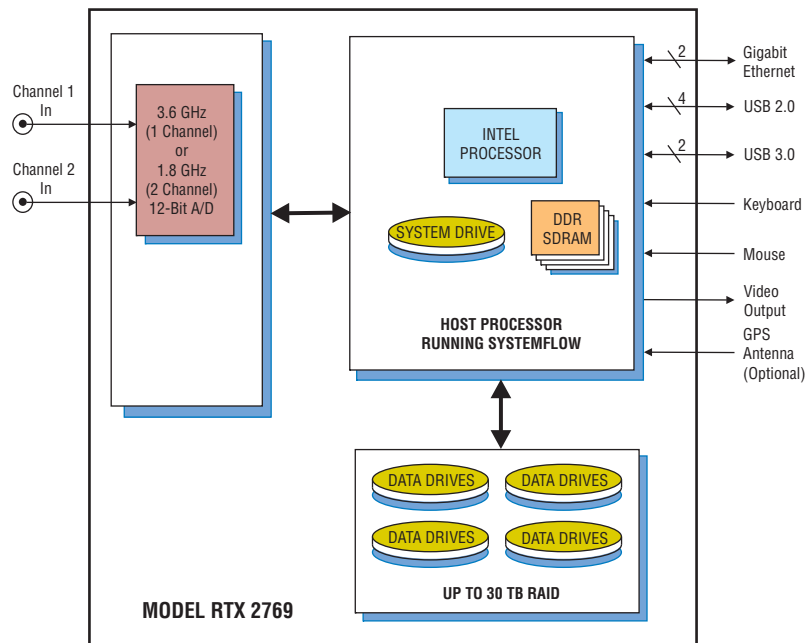 Channel 1
In
Channel 2
In
3.6 GHz
(1 Channel)
or
1.8 GHz
(2 Channel)
12-Bit A/D
INTEL
PROCESSOR
SYSTEM DRIVE
DDR
SDRAM
HOST PROCESSOR
RUNNING SYSTEMFLOW
2
Gigabit
Ethernet
4
USB 2.0
2
USB 3.0
Keyboard
Mouse
Video
Output
GPS
Antenna
(Optional)
DATA DRIVES
DATA DRIVES
DATA DRIVES
DATA DRIVES
UP TO 30 TB RAID
MODEL RTX 2769